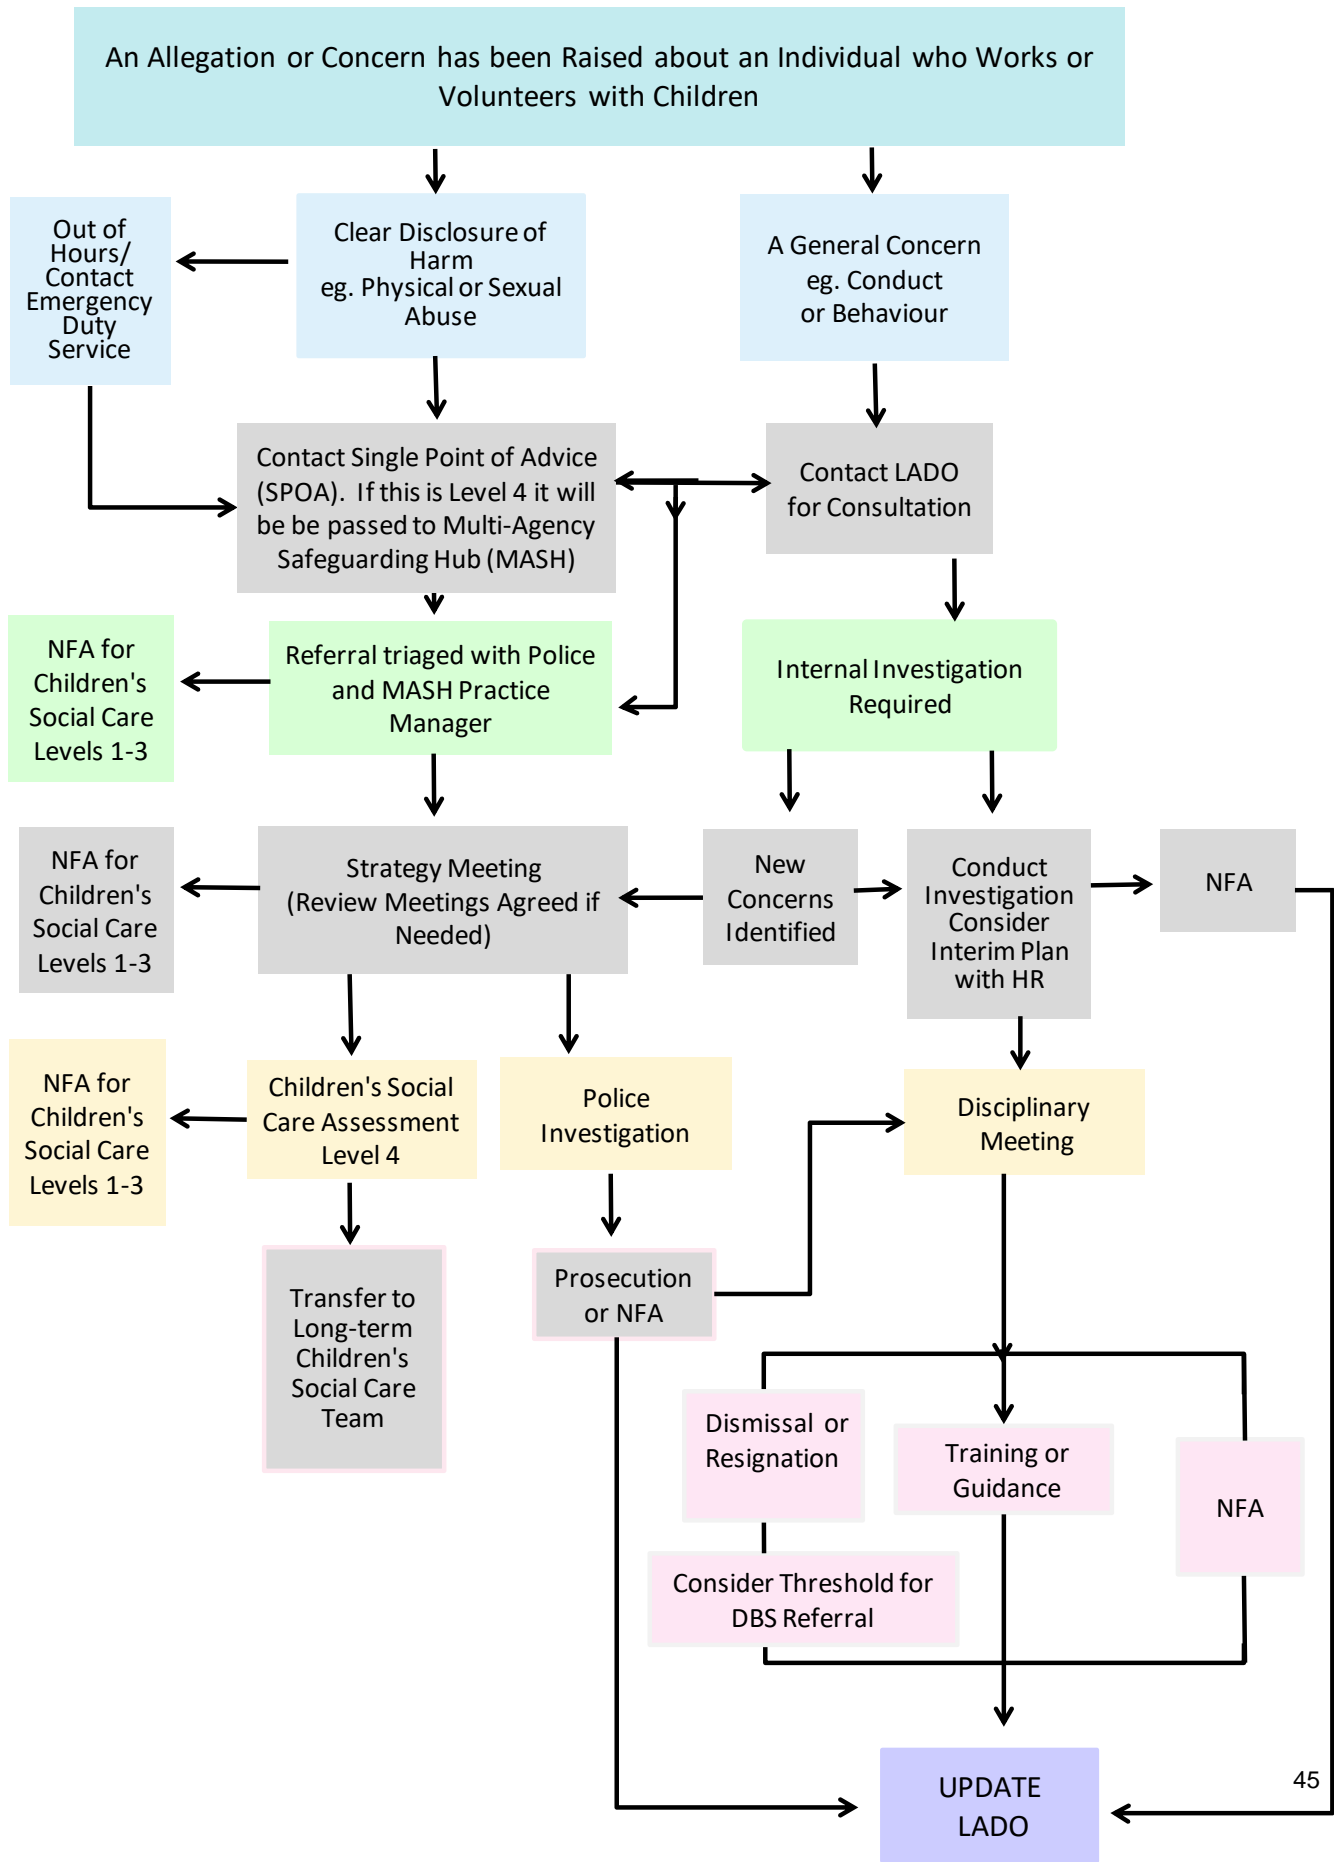 An Allegation or Concern has been Raised about an Individual who Works or
Volunteers with Children
Out of
Hours/
Contact
Emergency
Duty
Service
Clear Disclosure of
Harm
eg. Physical or Sexual
Abuse
A General Concern
eg. Conduct
or Behaviour
Contact Single Point of Advice
(SPOA). If this is Level 4 it will
be be passed to Multi-Agency
Safeguarding Hub (MASH)
Contact LADO
for Consultation
NFA for
Children's
Social Care
Levels 1-3
Referral triaged with Police
and MASH Practice
Manager
Internal Investigation
Required
NFA for
Children's
Social Care
Levels 1-3
Strategy Meeting
(Review Meetings Agreed if
Needed)
New
Concerns
Identified
Conduct
Investigation
Consider
Interim Plan
with HR
NFA
NFA for
Children's
Social Care
Levels 1-3
Children's Social
Care Assessment
Level 4
Police
Investigation
Disciplinary
Meeting
Transfer to
Long-term
Children's
Social Care
Team
Prosecution
or NFA
Dismissal or
Resignation
Training or
Guidance
NFA
Consider Threshold for
DBS Referral
UPDATE
LADO
45